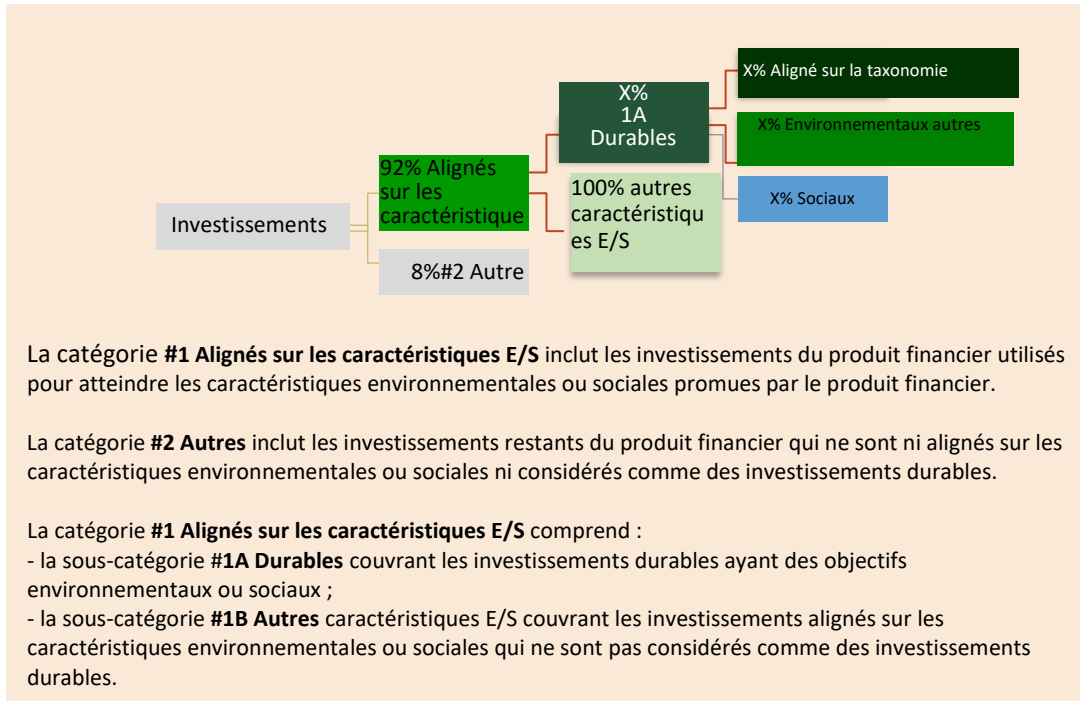 X% Aligné sur la taxonomie
X%
1A
Durables
X% Environnementaux autres
92% Alignés
sur les
caractéristique
100% autres
caractéristiqu
es E/S
X% Sociaux
Investissements
8%#2 Autre
La catégorie #1 Alignés sur les caractéristiques E/S inclut les investissements du produit financier utilisés
pour atteindre les caractéristiques environnementales ou sociales promues par le produit financier.
La catégorie #2 Autres inclut les investissements restants du produit financier qui ne sont ni alignés sur les
caractéristiques environnementales ou sociales ni considérés comme des investissements durables.
La catégorie #1 Alignés sur les caractéristiques E/S comprend :
- la sous-catégorie #1A Durables couvrant les investissements durables ayant des objectifs
environnementaux ou sociaux ;
- la sous-catégorie #1B Autres caractéristiques E/S couvrant les investissements alignés sur les
caractéristiques environnementales ou sociales qui ne sont pas considérés comme des investissements
durables.